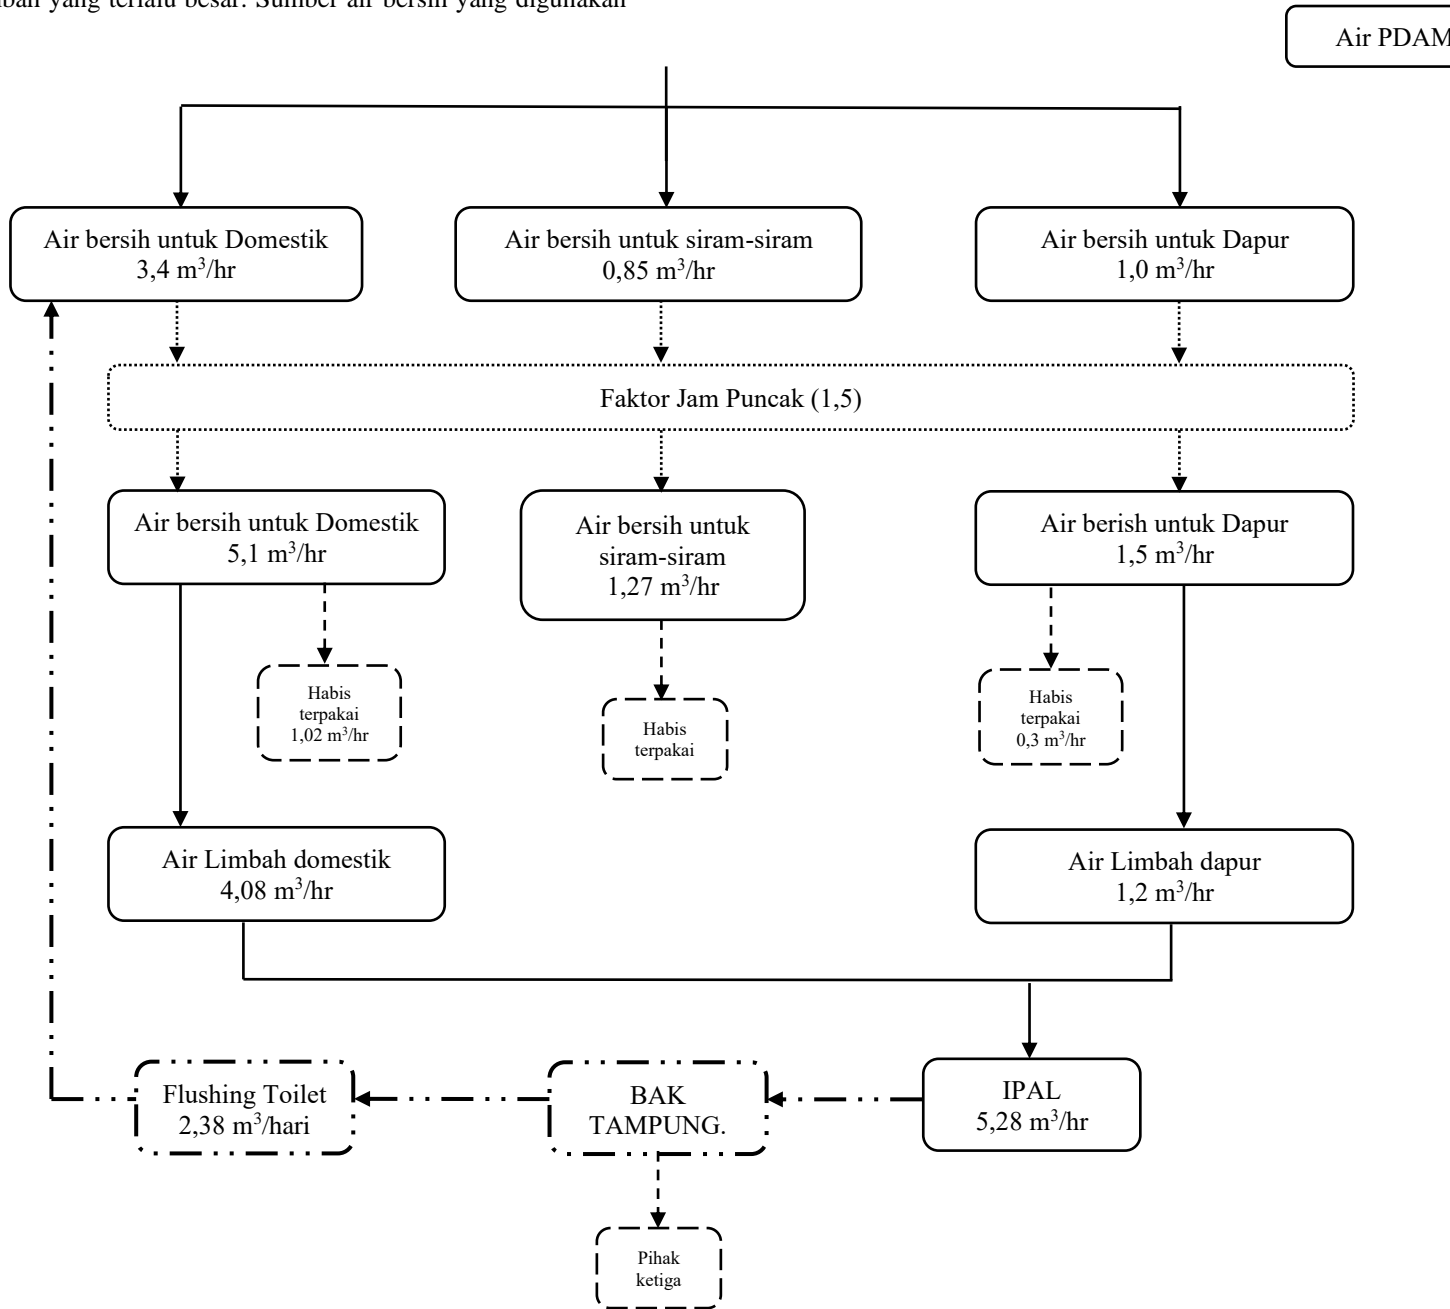 yang terlalu besar. Sumber air bersih yang digunakan
Air PDAM
Air bersih untuk Domestik
3,4 m³/hr
Air bersih untuk siram-siram
0,85 m³/hr
Air bersih untuk Dapur
1,0 m³/hr
Faktor Jam Puncak (1,5)
Air bersih untuk Domestik
5,1 m³/hr
Air bersih untuk
siram-siram
1,27 m³/hr
Air berish untuk Dapur
1,5 m³/hr
Habis
terpakai
1,02 m³/hr
Habis
terpakai
Habis
terpakai
0,3 m³/hr
Air Limbah domestik
4,08 m³/hr
Air Limbah dapur
1,2 m³/hr
Flushing Toilet
2,38 m³/hari
BAK
TAMPUNG.
IPAL
5,28 m³/hr
Pihak
ketiga